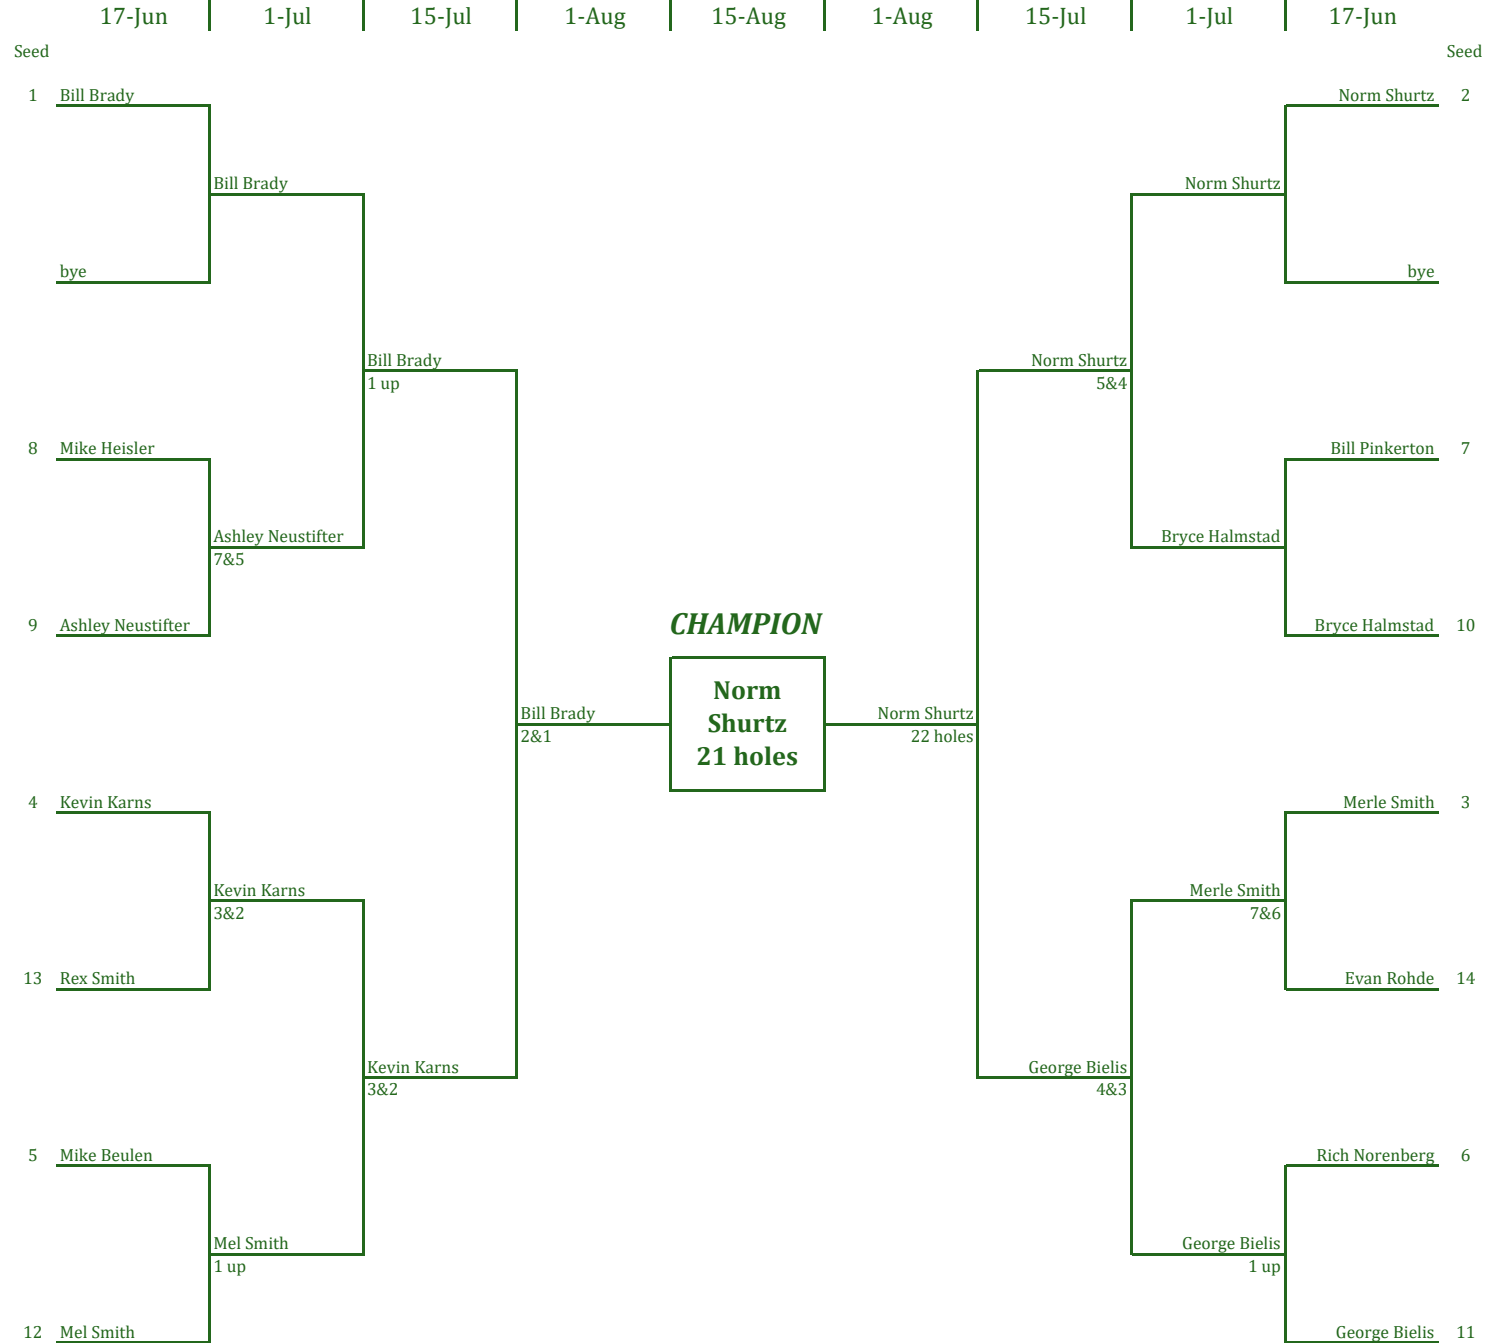 17-Jun 1-Jul 15-Jul 1-Aug 15-Aug 1-Aug 15-Jul 1-Jul 17-Jun
Seed Seed
1 Bill Brady Norm Shurtz 2
Bill Brady Norm Shurtz
bye bye
Bill Brady Norm Shurtz
1 up 5&4
8 Mike Heisler Bill Pinkerton 7
Ashley Neustifter Bryce Halmstad
7&5
9 Ashley Neustifter Bryce Halmstad 10
CHAMPION
Norm
Bill Brady Shurtz Norm Shurtz
2&1 22 holes
21 holes
4 Kevin Karns Merle Smith 3
Kevin Karns Merle Smith
3&2 7&6
13 Rex Smith Evan Rohde 14
Kevin Karns George Bielis
3&2 4&3
5 Mike Beulen Rich Norenberg 6
Mel Smith George Bielis
1 up 1 up
12 Mel Smith George Bielis 11